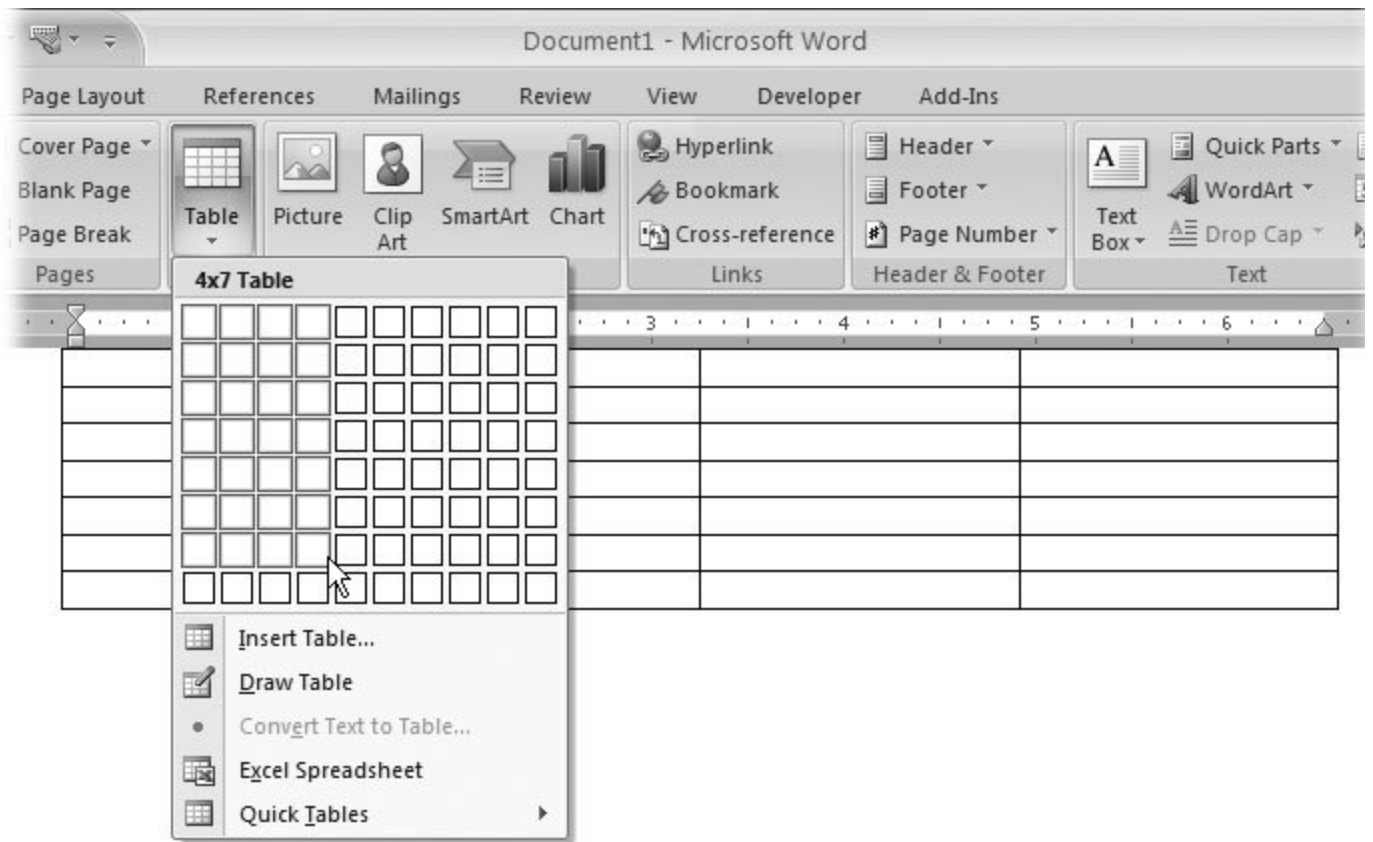 Document1 - Microsoft Word
Page Layout References Mailings Review View Developer Add-Ins
Cover Page
Blank Page
Page Break
Pages
Table
Picture
Clip
Art
SmartArt
Chart
Hyperlink
Bookmark
Cross-reference
Links
Header
Footer
Page Number
Header & Footer
A
Text
Box
Quick Parts
WordArt
Drop Cap
Text
4x7 Table
3 4 5 6
Insert Table...
Draw Table
Convert Text to Table...
Excel Spreadsheet
Quick Tables